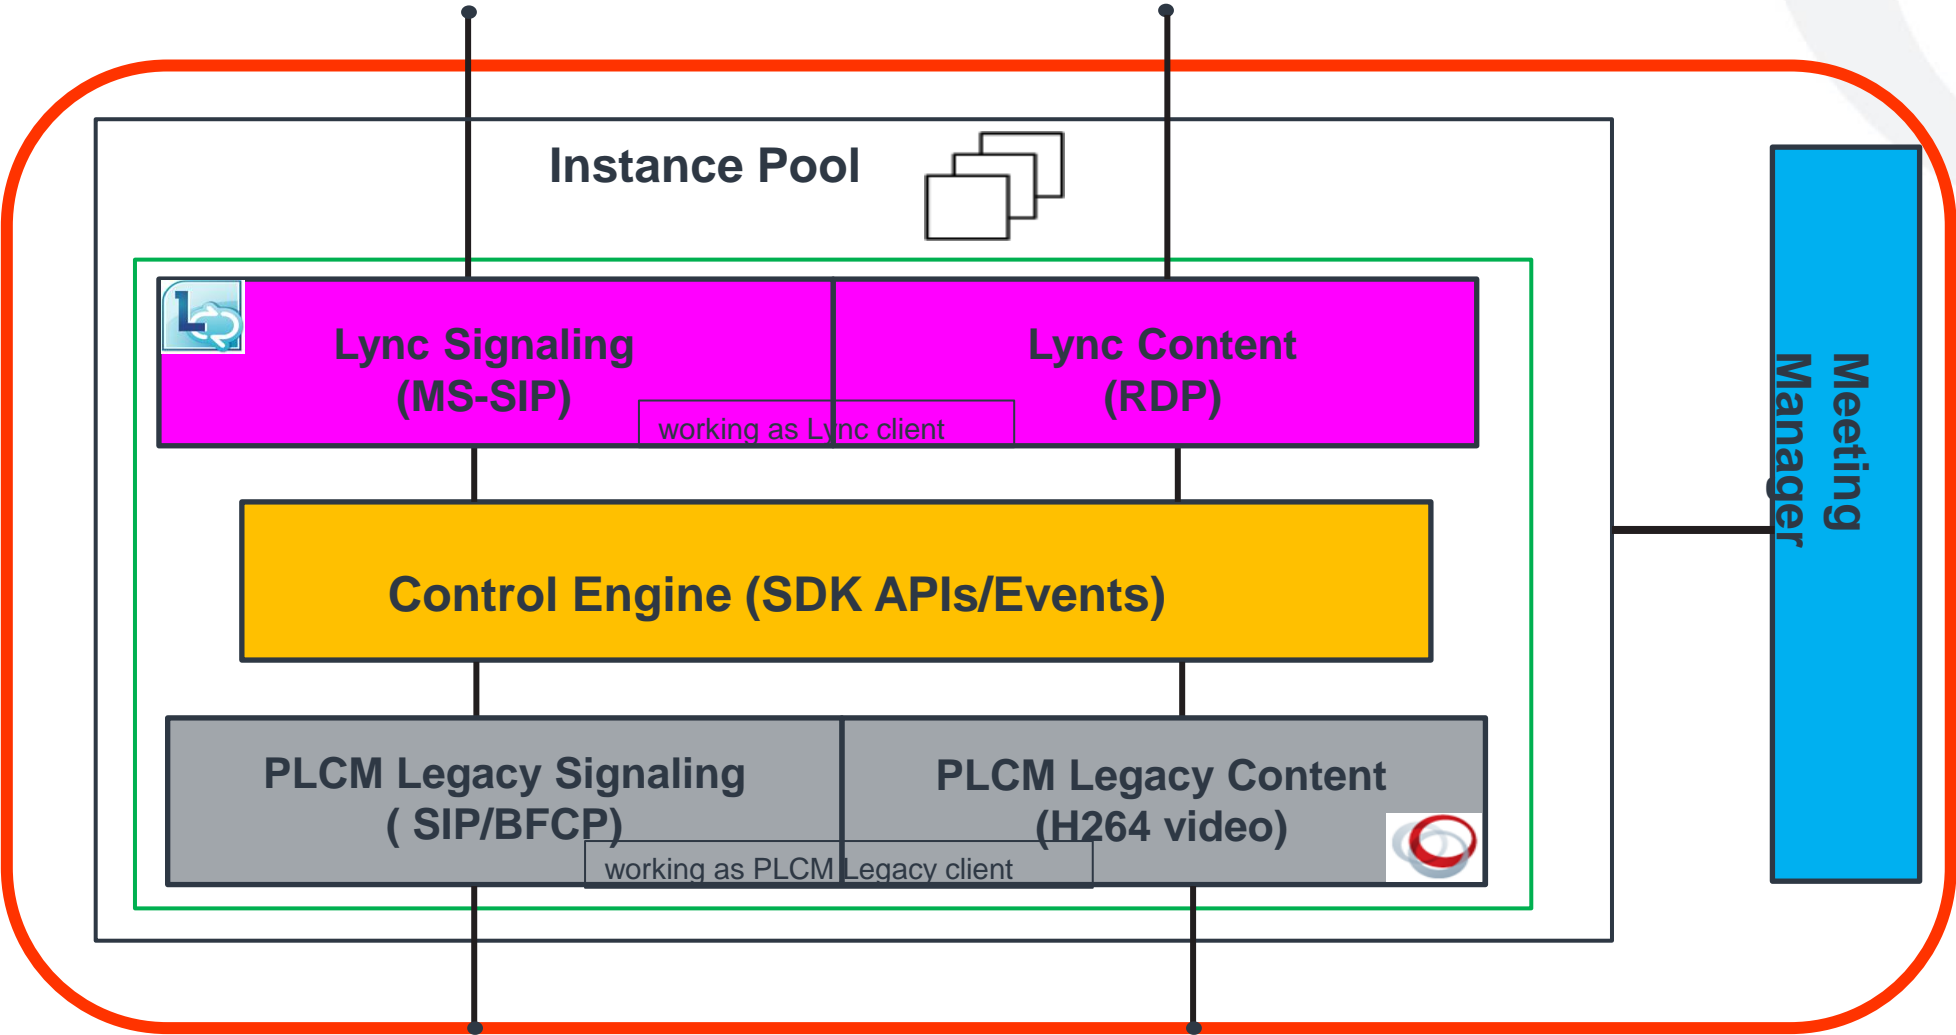 Instance Pool
Lync Signaling
(MS-SIP)
Lync Content
(RDP)
working as Lync client
Control Engine (SDK APIs/Events)
PLCM Legacy Signaling
( SIP/BFCP)
PLCM Legacy Content
(H264 video)
working as PLCM Legacy client
Meeting
Manager